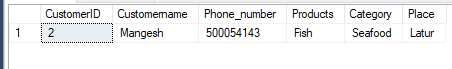 CustomerID Customername Phone_number Products Category Place
1 2 Mangesh 500054143 Fish Seafood Latur